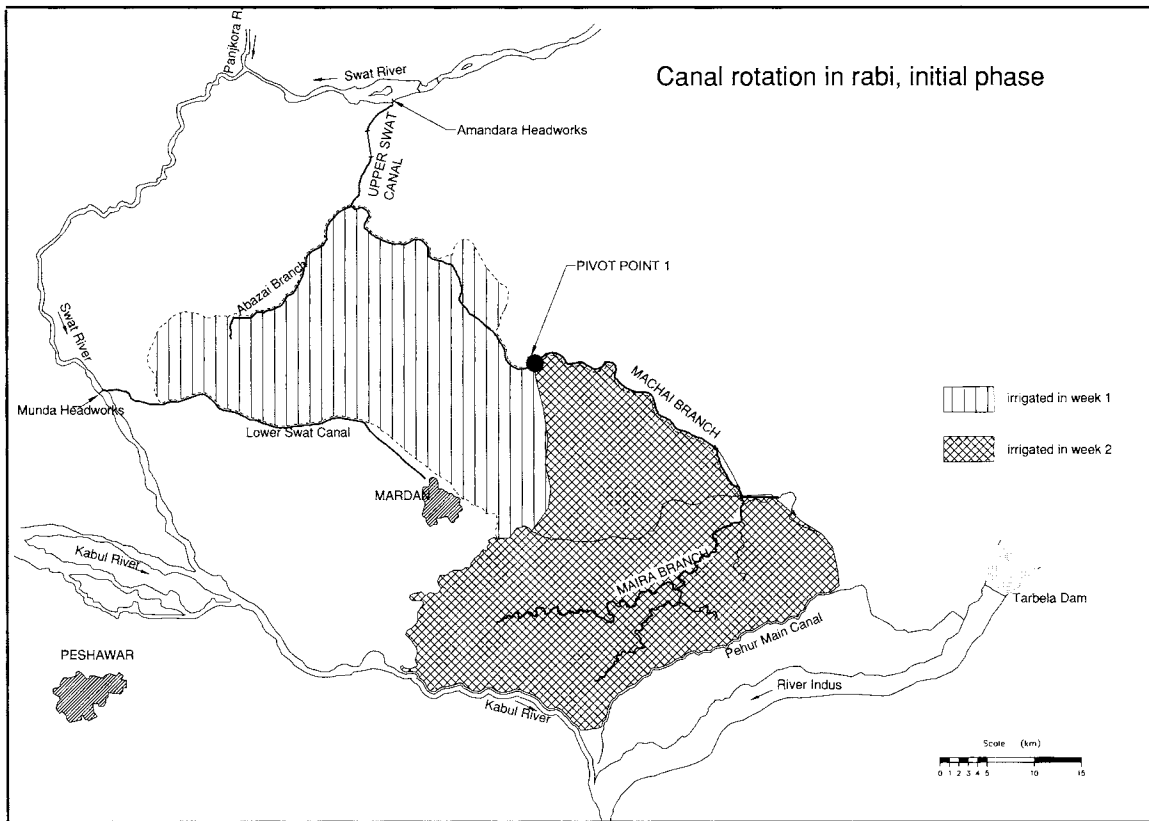 Panjkora R.
Swat River
Canal rotation in rabi, initial phase
Amandara Headworks
UPPER SWAT
CANAL
PIVOT POINT 1
Abazai Branch
Swat River
MACHAI BRANCH
Munda Headworks
Lower Swat Canal
irrigated in week 1
irrigated in week 2
MARDAN
Kabul River
MAIRA BRANCH
Tarbela Dam
Pehur Main Canal
PESHAWAR
River Indus
Kabul River
Scale (km)
0 1 2 3 4 5 10 15